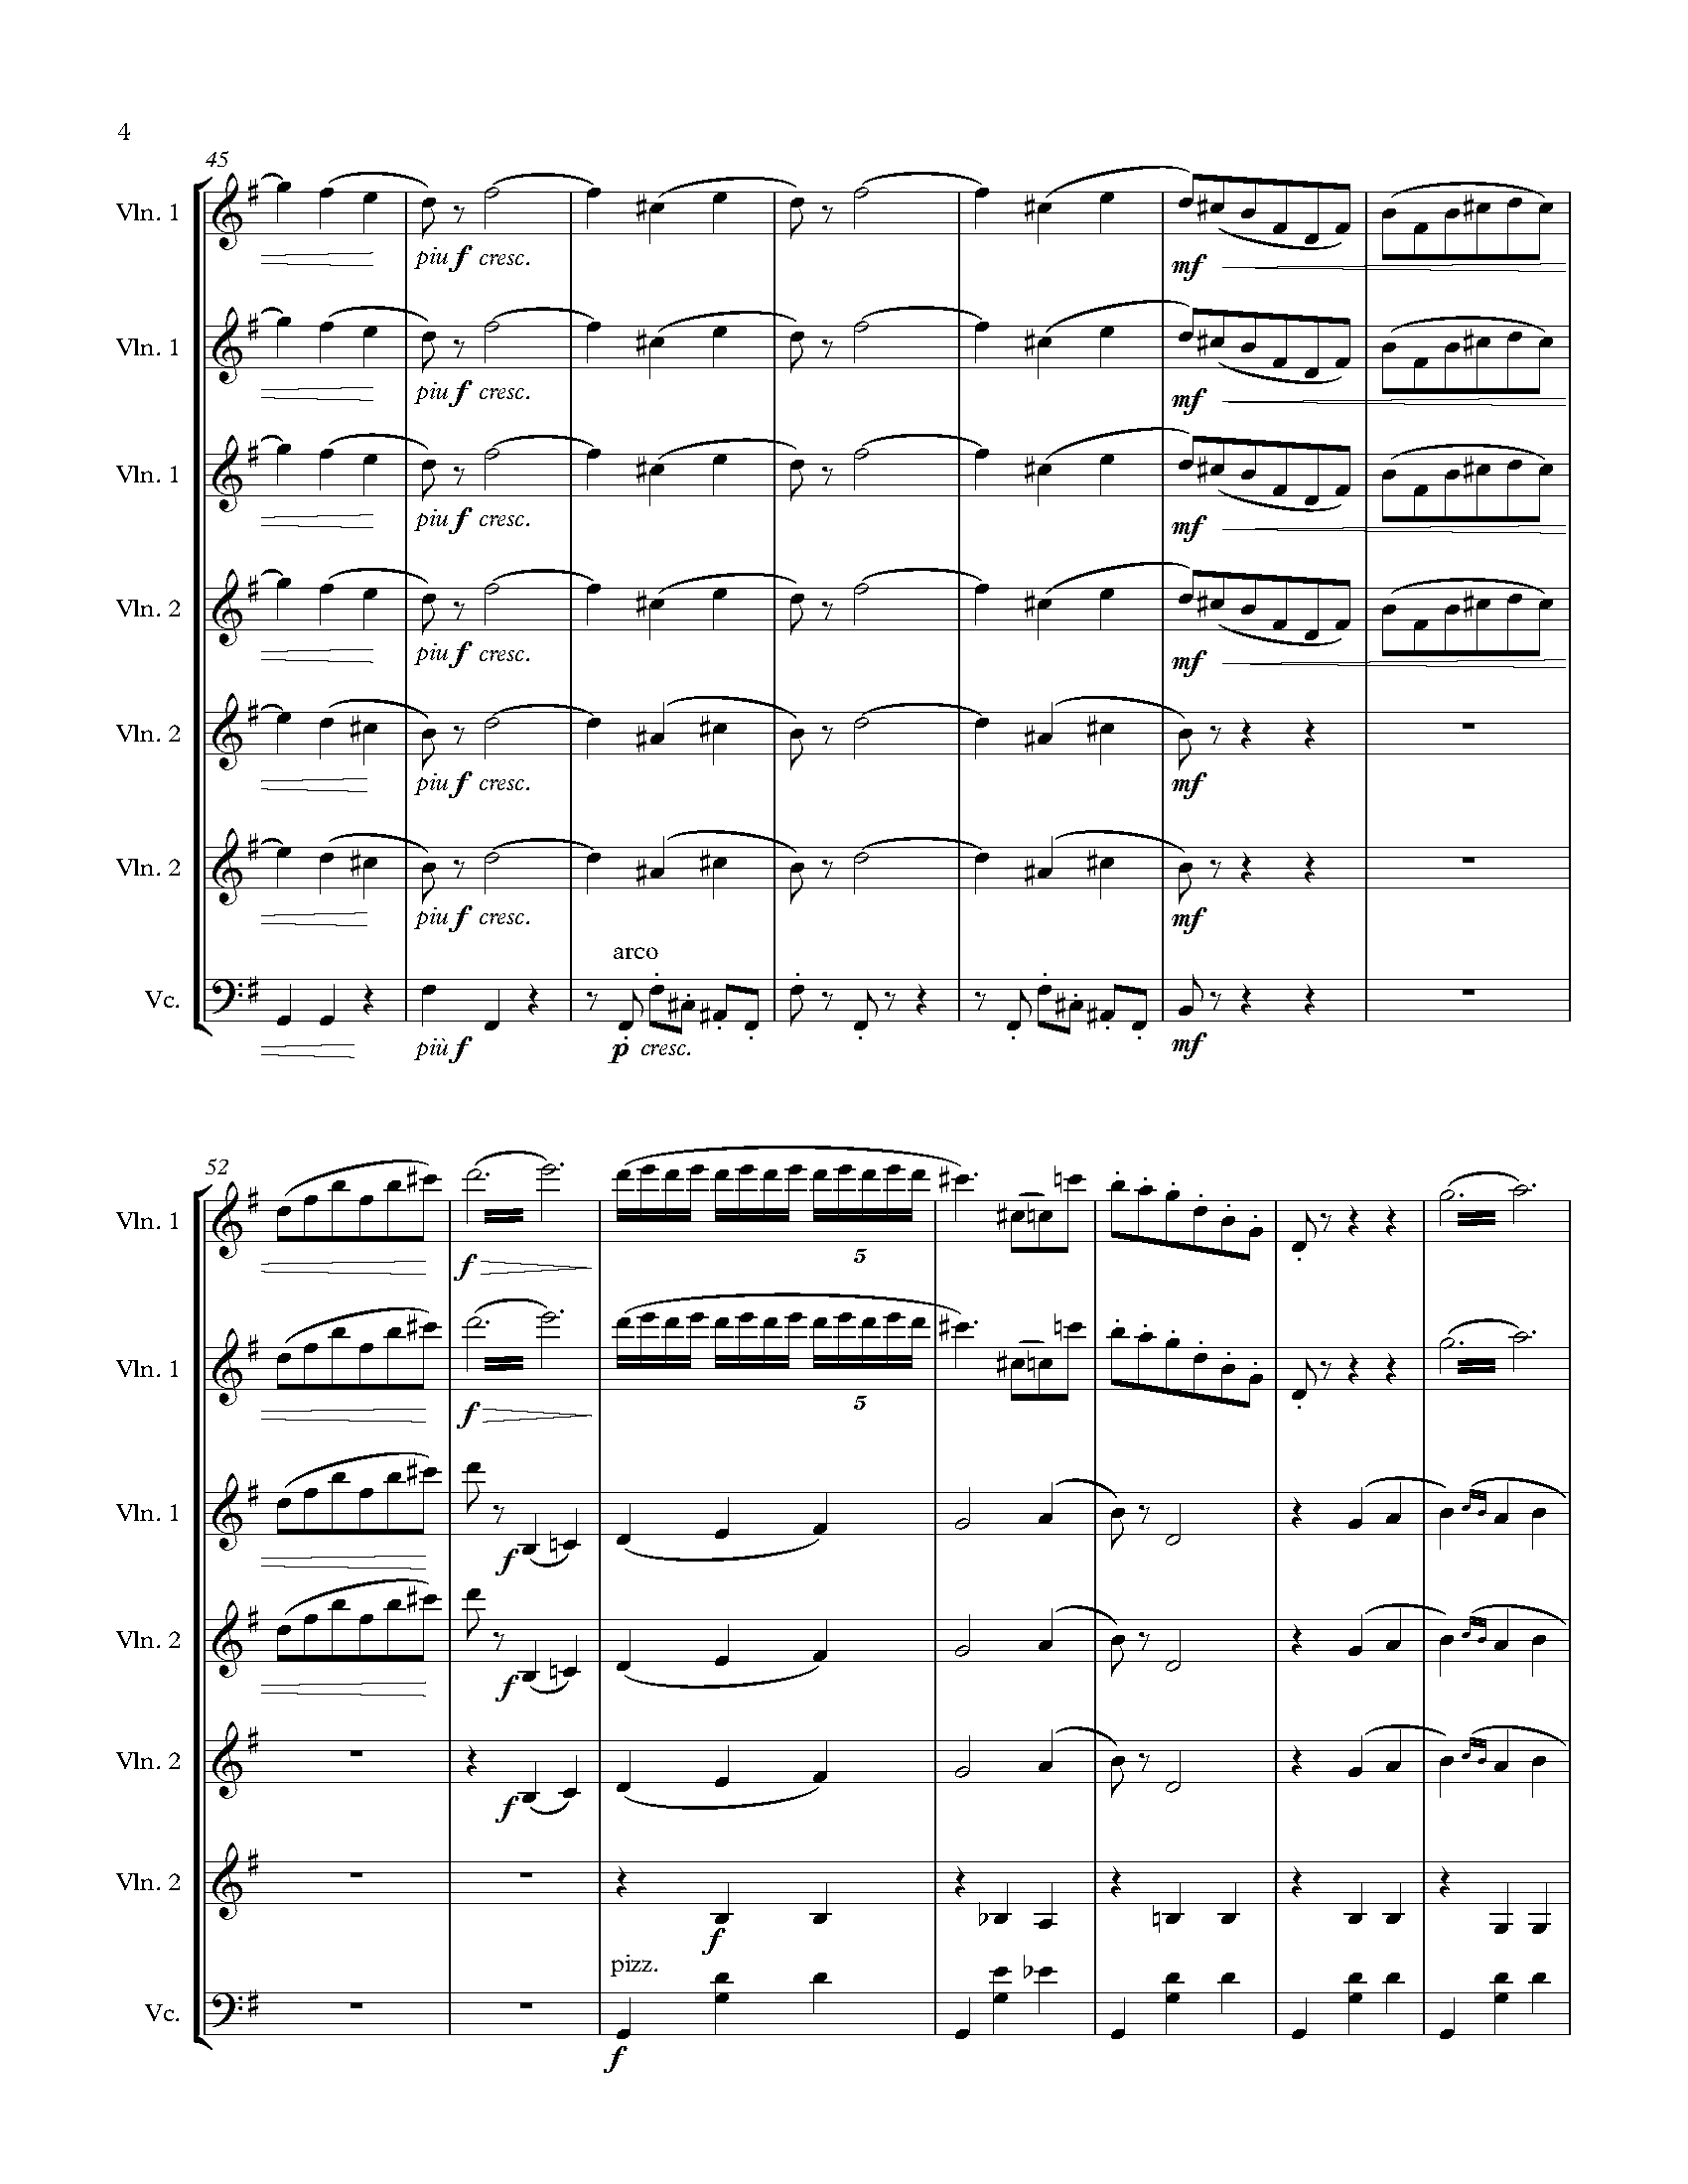 4
45
Vln. 1
piu f cresc.
mf
Vln. 1
piu f cresc.
mf
Vln. 1
piu f cresc.
mf
Vln. 2
piu f cresc.
mf
Vln. 2
piu f cresc.
mf
Vln. 2
piu f cresc.
mf
arco
Vc.
più f
p cresc.
mf
52
Vln. 1
f
5
Vln. 1
f
5
Vln. 1
f
Vln. 2
f
Vln. 2
f
Vln. 2
f
pizz.
Vc.
f